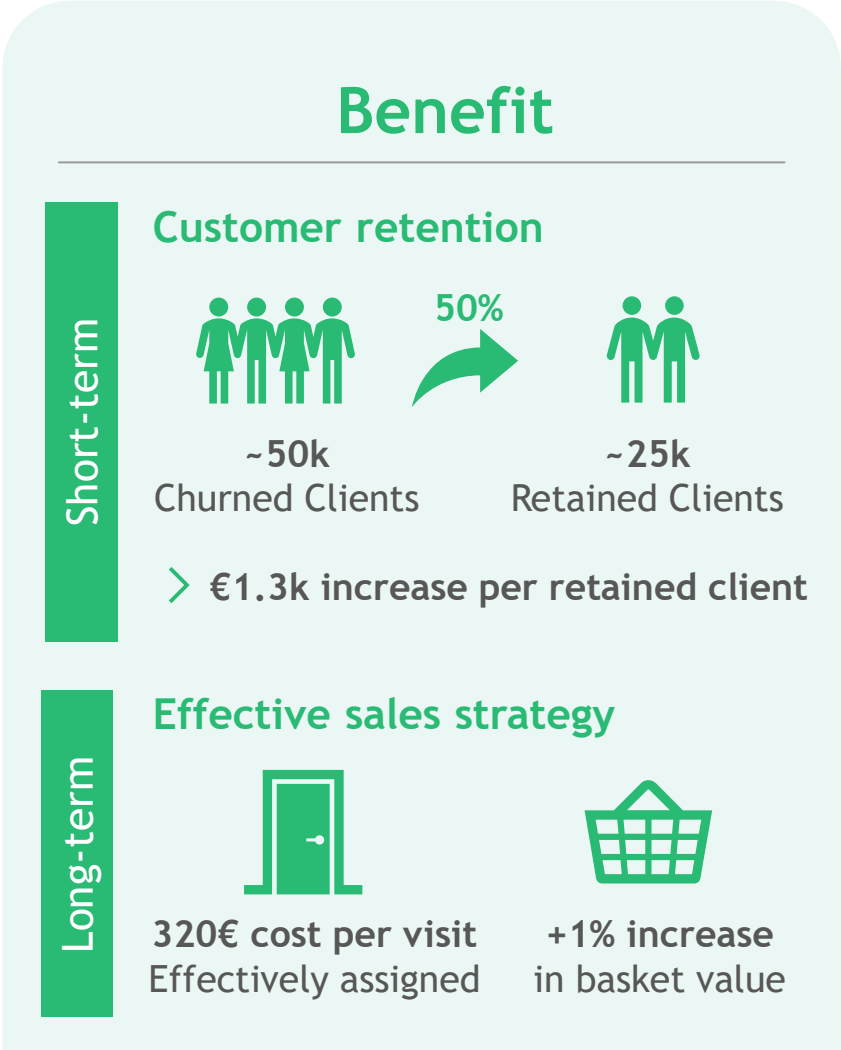 Benefit
Short-term
Customer retention
50%
~50k
Churned Clients
~25k
Retained Clients
€1.3k increase per retained client
Long-term
Effective sales strategy
320€ cost per visit
Effectively assigned
+1% increase
in basket value